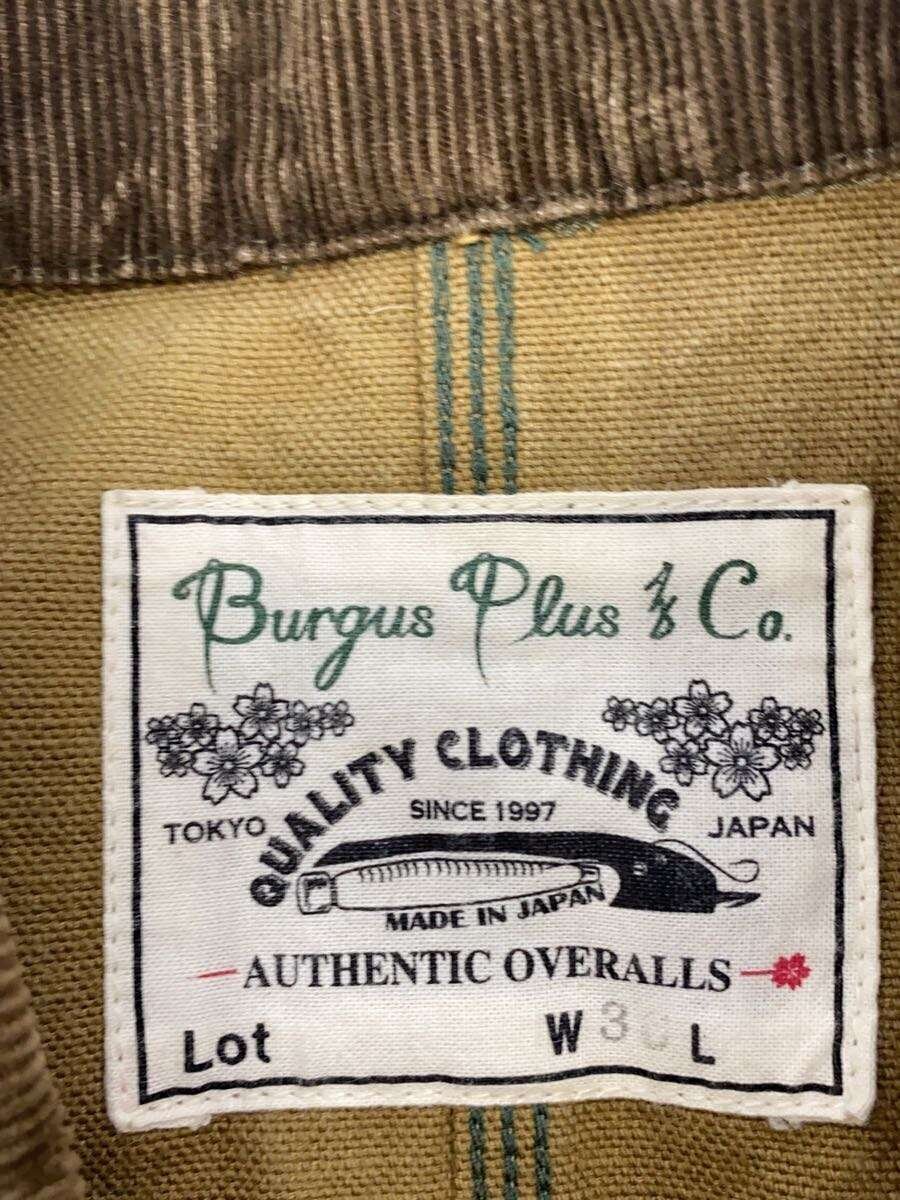 Burgus Plus & Co.
QUALITY CLOTHING
SINCE 1997
TOKYO JAPAN
MADE IN JAPAN
AUTHENTIC OVERALLS
Lot W L